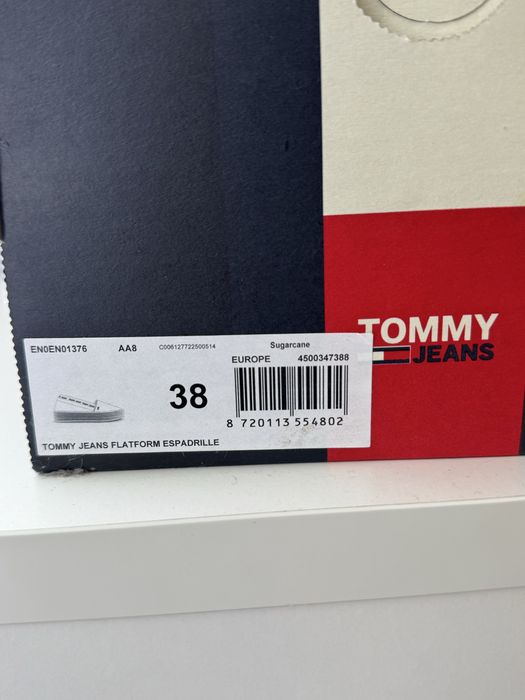 TOMMY
JEANS
EN0EN01376 AA8 C006127722500514 Sugarcane
EUROPE 4500347388
38
8 720113 554802
TOMMY JEANS FLATFORM ESPADRILLE